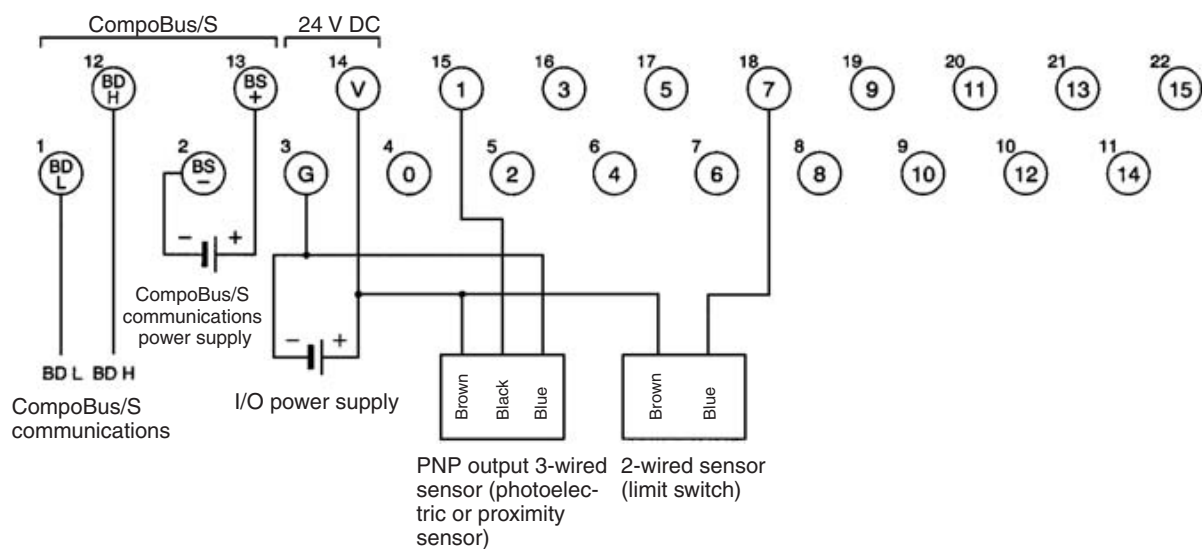 CompoBus/S 24 V DC
12 13 14 15 16 17 18 19 20 21 22
BD H BS + V 1 3 5 7 9 11 13 15
1 2 3 4 5 6 7 8 9 10 11
BD L BS – G 0 2 4 6 8 10 12 14
– +
CompoBus/S
communications
power supply
– +
BD L BD H
CompoBus/S
communications
I/O power supply
Brown
Black
Blue
Brown
Blue
PNP output 3-wired
sensor (photoelec-
tric or proximity
sensor)
2-wired sensor
(limit switch)